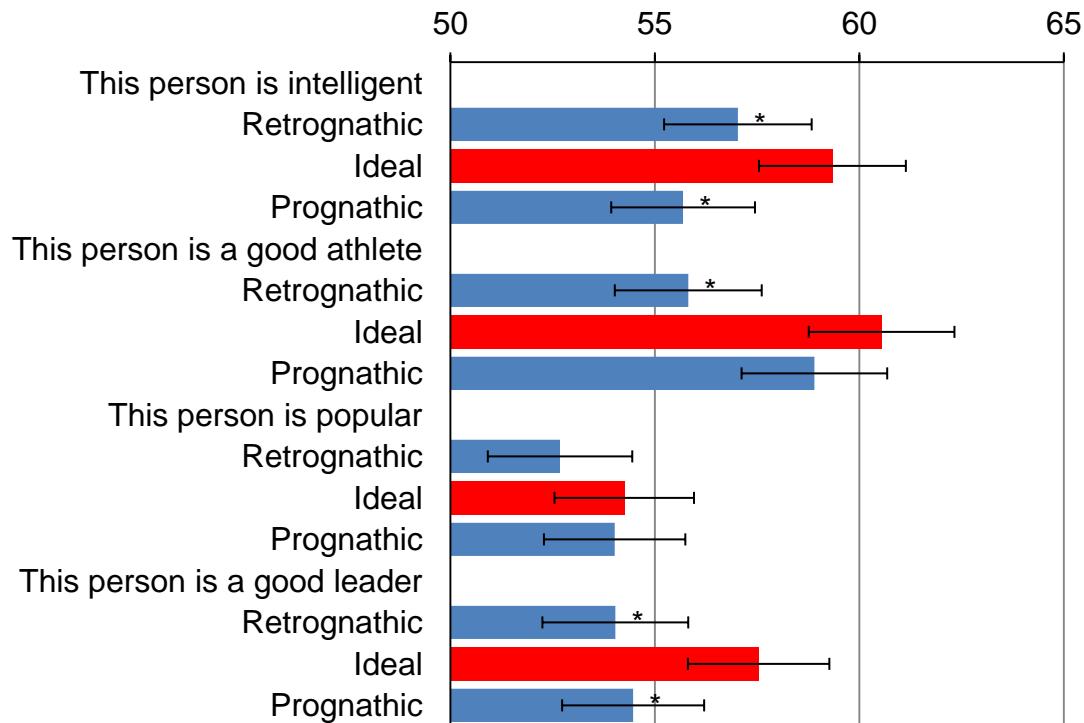 50 55 60 65
This person is intelligent
Retrognathic *
Ideal
Prognathic *
This person is a good athlete
Retrognathic *
Ideal
Prognathic
This person is popular
Retrognathic
Ideal
Prognathic
This person is a good leader
Retrognathic *
Ideal
Prognathic *